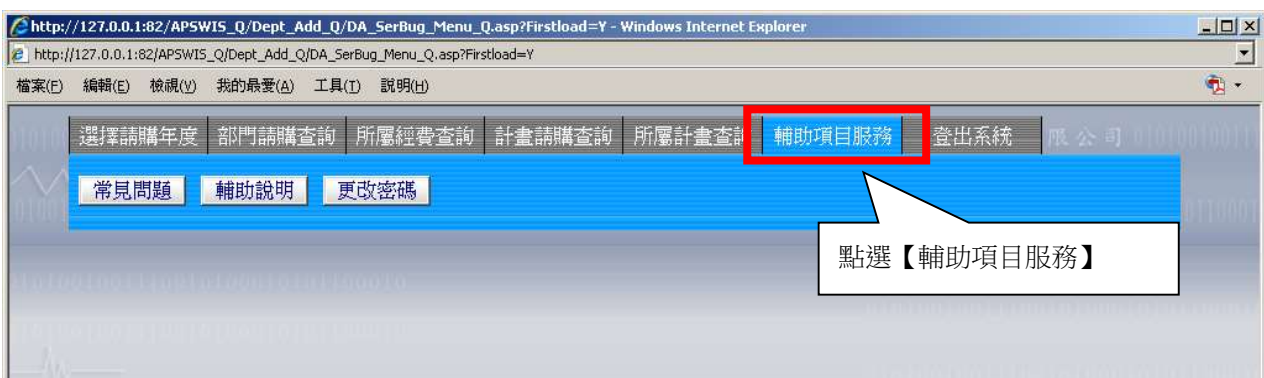 http://127.0.0.1:82/APSWIS_Q/Dept_Add_Q/DA_SerBug_Menu_Q.asp?Firstload=Y - Windows Internet Explorer
http://127.0.0.1:82/APSWIS_Q/Dept_Add_Q/DA_SerBug_Menu_Q.asp?Firstload=Y
檔案(F) 編輯(E) 檢視(V) 我的最愛(A) 工具(T) 說明(H)
選擇請購年度 部門請購查詢 所屬經費查詢 計畫請購查詢 所屬計畫查詢 輔助項目服務 登出系統 限公司
常見問題 輔助說明 更改密碼
點選【輔助項目服務】